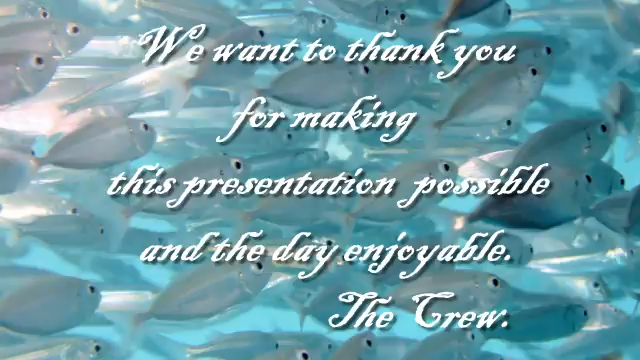 We want to thank you
for making
this presentation possible
and the day enjoyable.
The Crew.